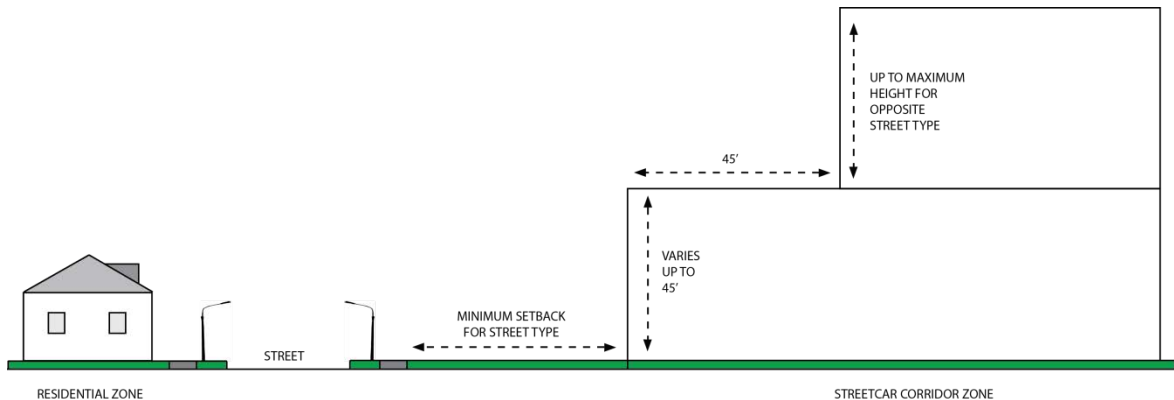 UP TO MAXIMUM
HEIGHT FOR
OPPOSITE
STREET TYPE
45’
VARIES
UP TO
45’
MINIMUM SETBACK
FOR STREET TYPE
STREET
RESIDENTIAL ZONE
STREETCAR CORRIDOR ZONE